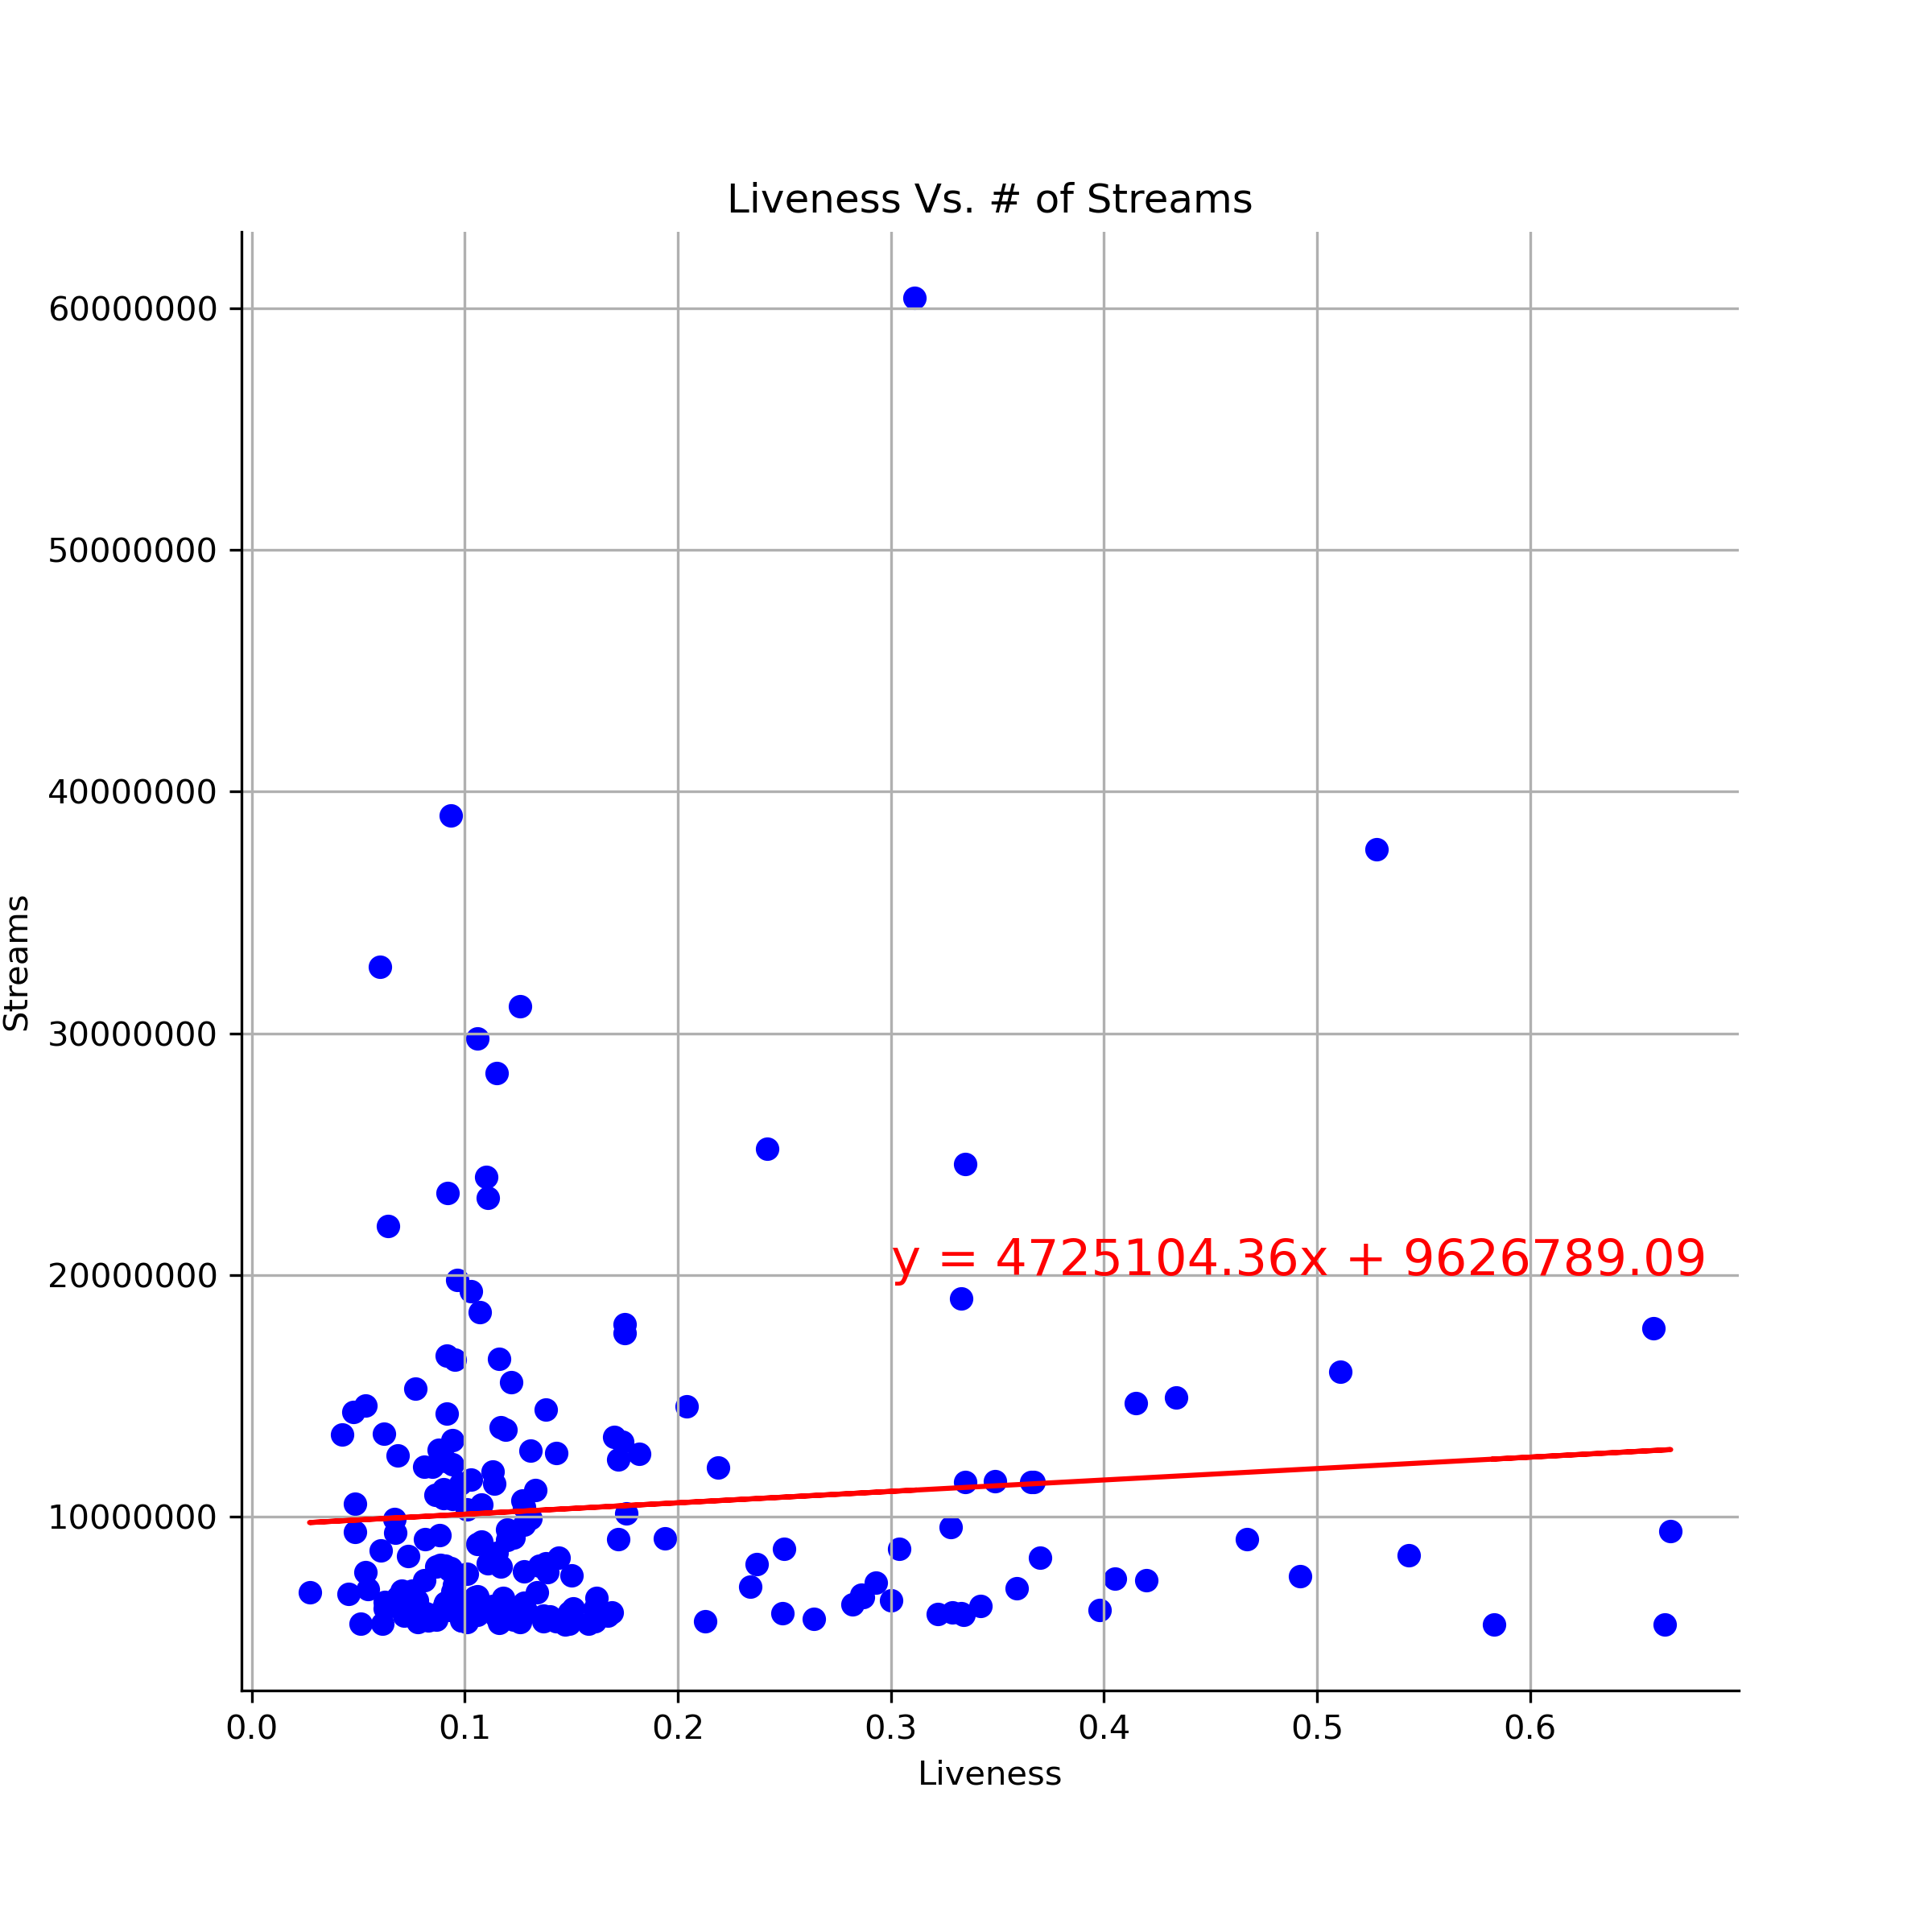 Liveness Vs. # of Streams
60000000
50000000
40000000
30000000
20000000
10000000
Streams
y = 4725104.36x + 9626789.09
0.0 0.1 0.2 0.3 0.4 0.5 0.6
Liveness